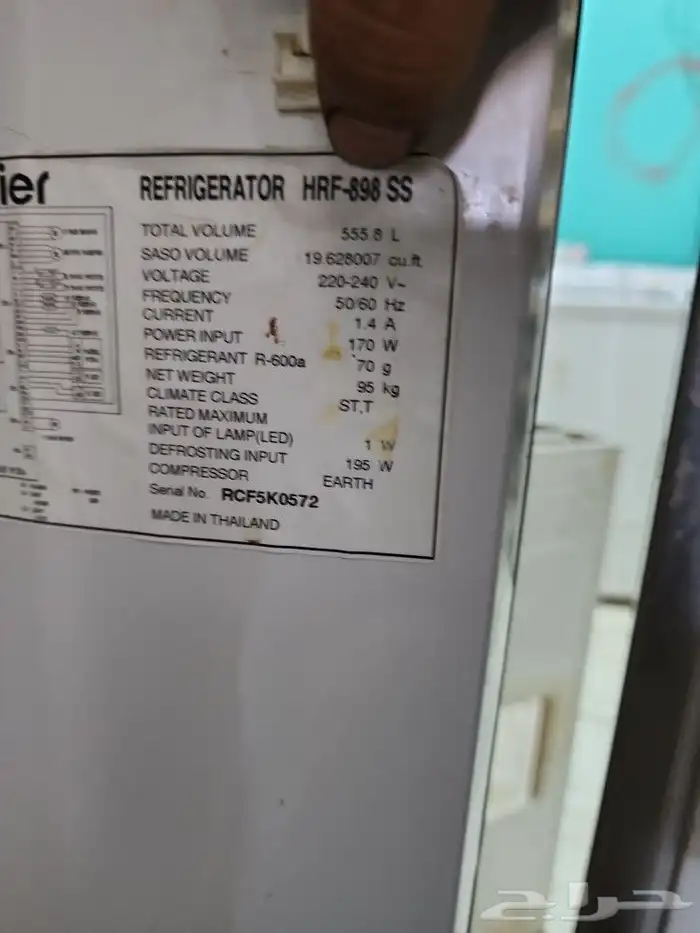 ier
REFRIGERATOR HRF-898 SS
TOTAL VOLUME 555.8 L
SASO VOLUME 19.628007 cu.ft.
VOLTAGE 220-240 V~
FREQUENCY 50/60 Hz
CURRENT 1.4 A
POWER INPUT 170 W
REFRIGERANT R-600a 70 g
NET WEIGHT 95 kg
CLIMATE CLASS ST,T
RATED MAXIMUM
INPUT OF LAMP(LED) 1 W
DEFROSTING INPUT 195 W
COMPRESSOR EARTH
Serial No. RCF5K0572
MADE IN THAILAND
حراج